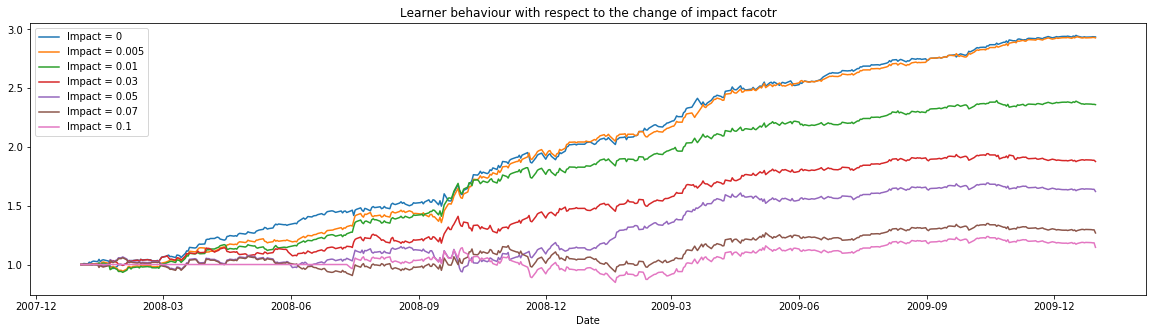 Learner behaviour with respect to the change of impact facotr
Impact = 0
Impact = 0.005
Impact = 0.01
Impact = 0.03
Impact = 0.05
Impact = 0.07
Impact = 0.1
3.0
2.5
2.0
1.5
1.0
2007-12 2008-03 2008-06 2008-09 2008-12 2009-03 2009-06 2009-09 2009-12
Date